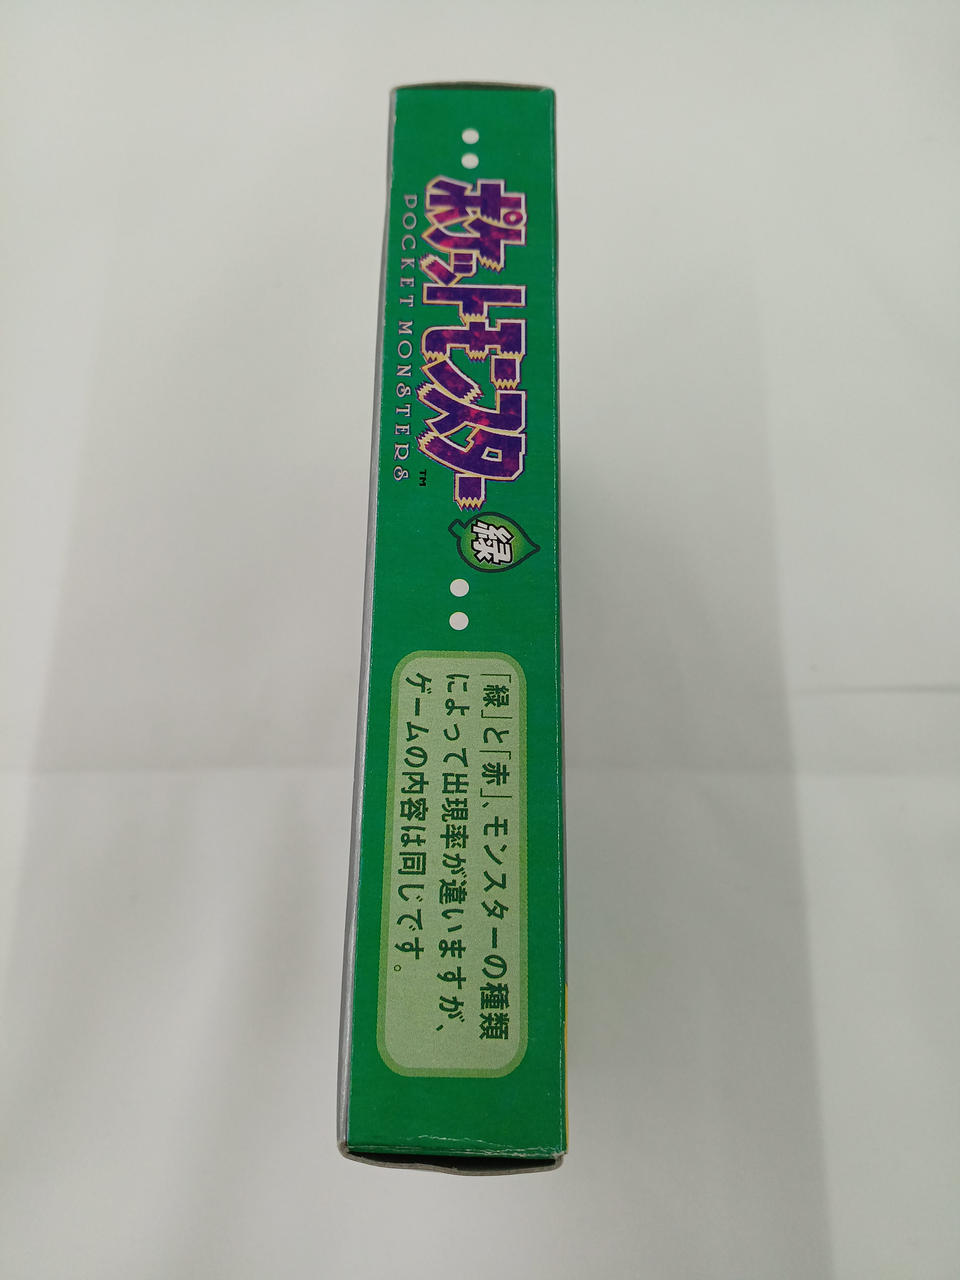 ポケットモンスター
POCKET MONSTERS™
緑
「緑」と「赤」、モンスターの種類
によって出現率が違いますが、
ゲームの内容は同じです。